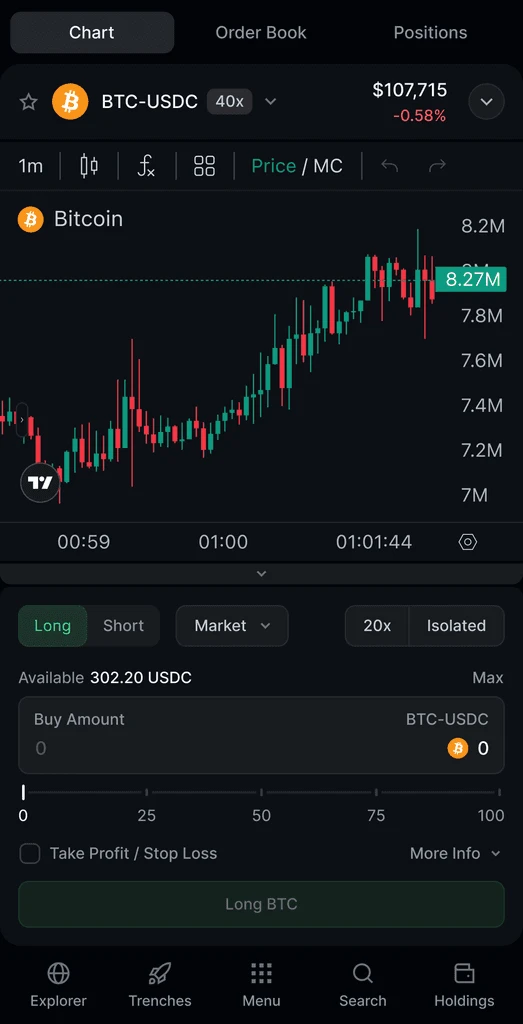 Chart Order Book Positions
BTC-USDC 40x $107,715
-0.58%
1m fx Price / MC
Bitcoin
8.2M
8.27M
7.8M
7.6M
7.4M
7.2M
7M
00:59 01:00 01:01:44
Long Short Market 20x Isolated
Available 302.20 USDC Max
Buy Amount BTC-USDC
0 0
0 25 50 75 100
Take Profit / Stop Loss More Info
Long BTC
Explorer Trenches Menu Search Holdings